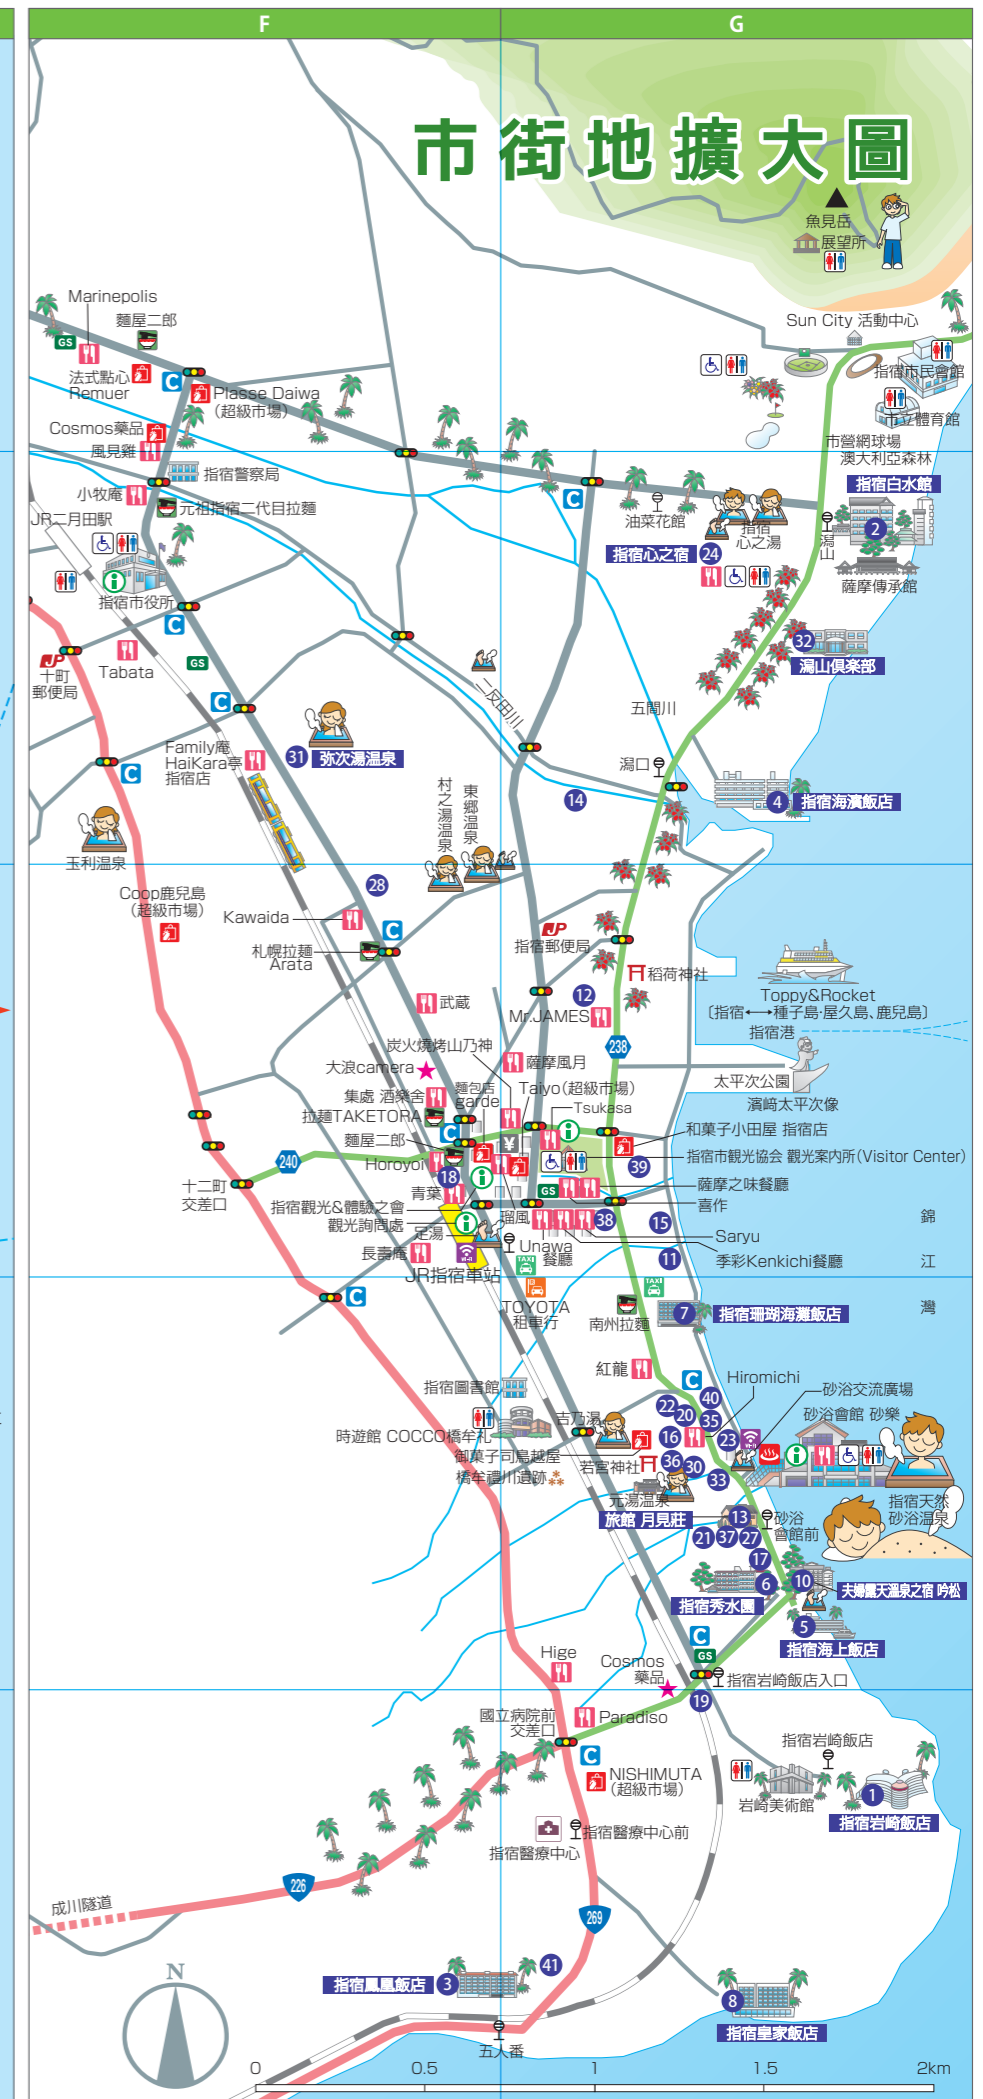 F
G
市街地擴大圖
魚見岳
展望所
Marinepolis
麵屋二郎
GS
法式點心
Remuer
C
Plasse Daiwa
（超級市場）
Cosmos藥品
風見雞
Sun City 活動中心
指宿市民會館
市立體育館
市營網球場
澳大利亞森林
指宿警察局
小牧庵
元祖指宿二代目拉麵
JR二月田駅
指宿市役所
C
C
油菜花館
指宿
心之湯
指宿心之宿 24
潟山
指宿白水館
2
薩摩傳承館
32
潟山倶楽部
JP
十町
郵便局
Tabata
GS
C
C
Family庵
HaiKara亭
指宿店
31 弥次湯温泉
二反田川
五間川
潟口
14
4 指宿海濱飯店
村之湯温泉
東郷温泉
玉利温泉
Coop鹿兒島
（超級市場）
28
Kawaida
C
札幌拉麵
Arata
JP
指宿郵便局
稻荷神社
武蔵
12
Mr.JAMES
Toppy&Rocket
〔指宿⟷種子島·屋久島、鹿兒島〕
指宿港
238
太平次公園
濱﨑太平次像
炭火燒烤山乃神
大浪camera
薩摩風月
集處 酒樂舍
麵包店
garde
Taiyo（超級市場）
拉麵TAKETORA
Tsukasa
C
¥
麵屋二郎
和菓子小田屋 指宿店
240
Horoyoi
18
指宿市観光協会 觀光案内所(Visitor Center)
39
十二町
交差口
青葉
GS
薩摩之味餐廳
喜作
指宿觀光&體驗之會
觀光詢問處
瑠風
38
15
足湯
Unawa
餐廳
Saryu
長壽庵
Wi-Fi
季彩Kenkichi餐廳
11
JR指宿車站
TAXI
TAXI
錦
江
灣
C
TOYOTA
租車行
南州拉麵
7 指宿珊瑚海灘飯店
紅龍
C
Hiromichi
指宿圖書館
40
22
20
35
砂浴交流廣場
時遊館 COCCO橋牟礼
吉乃湯
16
23
Wi-Fi
砂浴會館 砂樂
御菓子司鳥越屋
若宮神社
36
30
33
橋牟禮川遺跡
元湯温泉
旅館 月見莊
13
砂浴
會館前
指宿天然
砂浴温泉
21
37
27
17
6
10 夫婦露天温泉之宿 吟松
指宿秀水園
5
指宿海上飯店
C
GS
Hige
Cosmos
藥品
指宿岩崎飯店入口
19
國立病院前
交差口
Paradiso
C
NISHIMUTA
（超級市場）
指宿岩崎飯店
岩崎美術館
1
指宿岩崎飯店
指宿醫療中心前
指宿醫療中心
226
成川隧道
269
指宿鳳凰飯店 3
41
8
指宿皇家飯店
N
五人番
0
0.5
1
1.5
2km